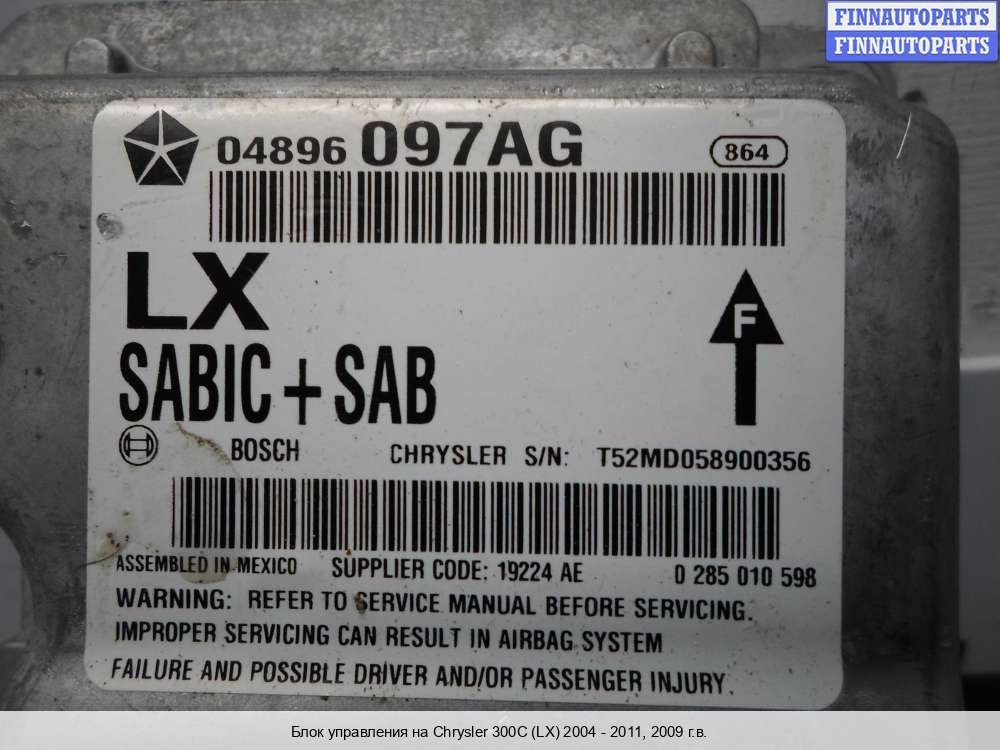 FINNAUTOPARTS
FINNAUTOPARTS
04896 097AG 864
LX
F
SABIC + SAB
BOSCH CHRYSLER S/N: T52MD058900356
ASSEMBLED IN MEXICO SUPPLIER CODE: 19224 AE 0 285 010 598
WARNING: REFER TO SERVICE MANUAL BEFORE SERVICING.
IMPROPER SERVICING CAN RESULT IN AIRBAG SYSTEM
FAILURE AND POSSIBLE DRIVER AND/OR PASSENGER INJURY.
Блок управления на Chrysler 300C (LX) 2004 - 2011, 2009 г.в.